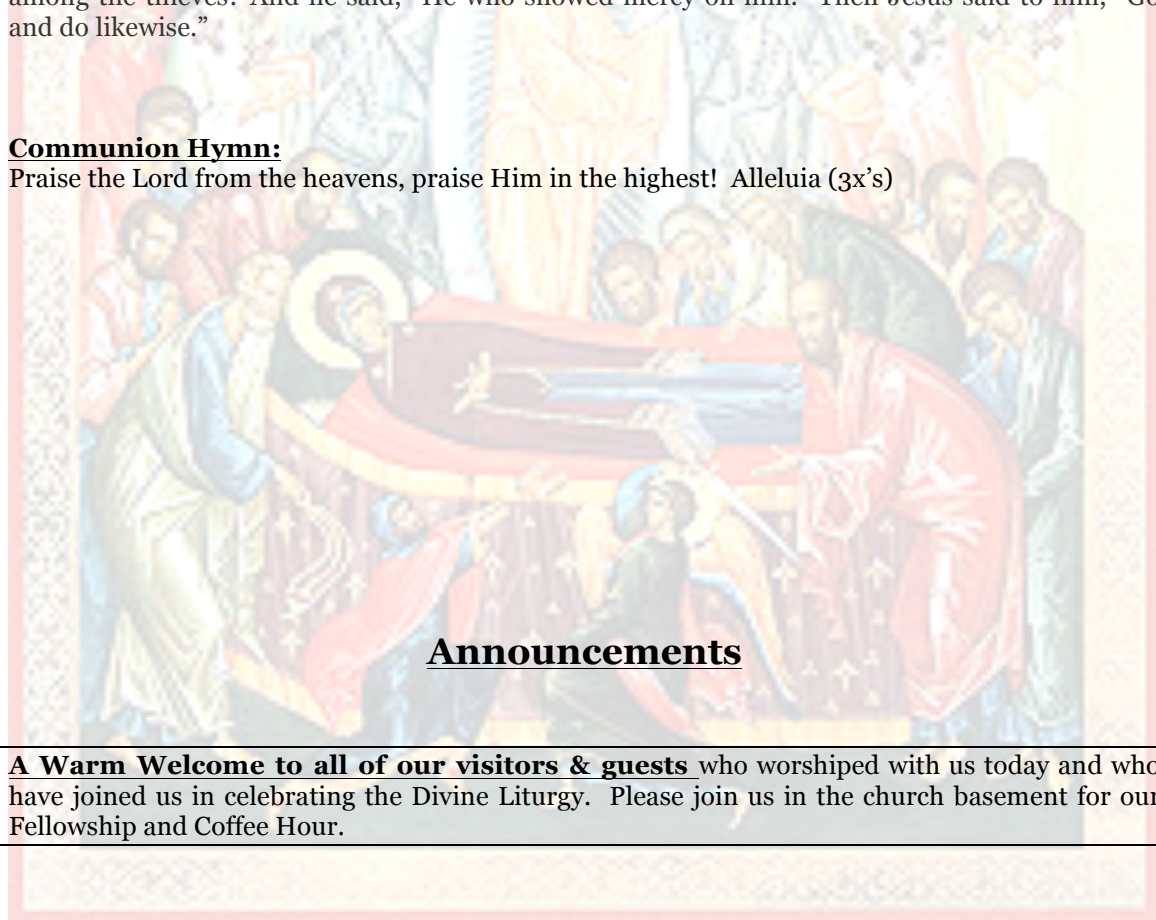 among the thieves? And he said, “He who showed mercy on him.” Then Jesus said to him, “Go
and do likewise.”
Communion Hymn:
Praise the Lord from the heavens, praise Him in the highest!  Alleluia (3x’s)
Announcements
A Warm Welcome to all of our visitors & guests who worshiped with us today and who
have joined us in celebrating the Divine Liturgy.  Please join us in the church basement for our
Fellowship and Coffee Hour.